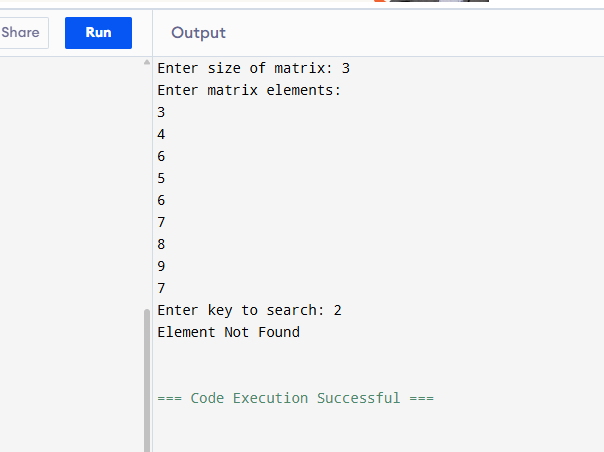 Share
Run
Output
Enter size of matrix: 3
Enter matrix elements:
3
4
6
5
6
7
8
9
7
Enter key to search: 2
Element Not Found
=== Code Execution Successful ===